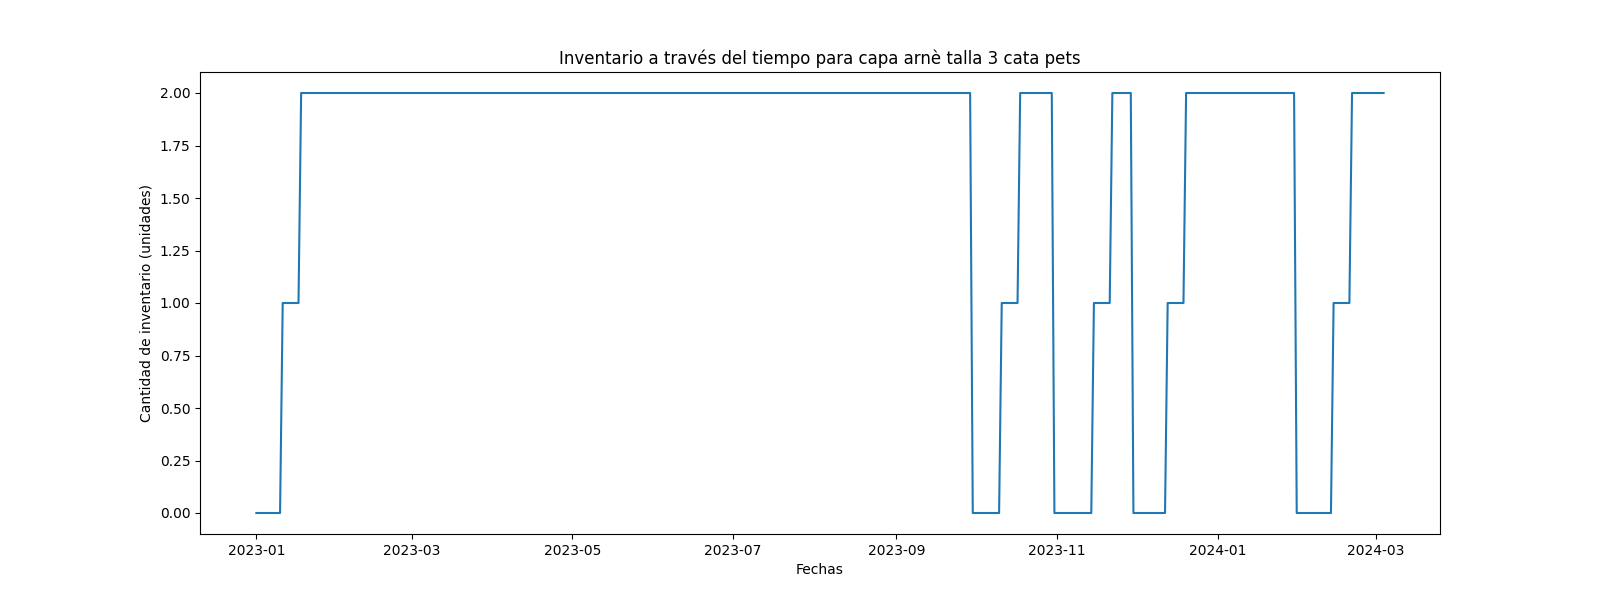 Inventario a través del tiempo para capa arnè talla 3 cata pets
Cantidad de inventario (unidades)
2.00
1.75
1.50
1.25
1.00
0.75
0.50
0.25
0.00
2023-01 2023-03 2023-05 2023-07 2023-09 2023-11 2024-01 2024-03
Fechas